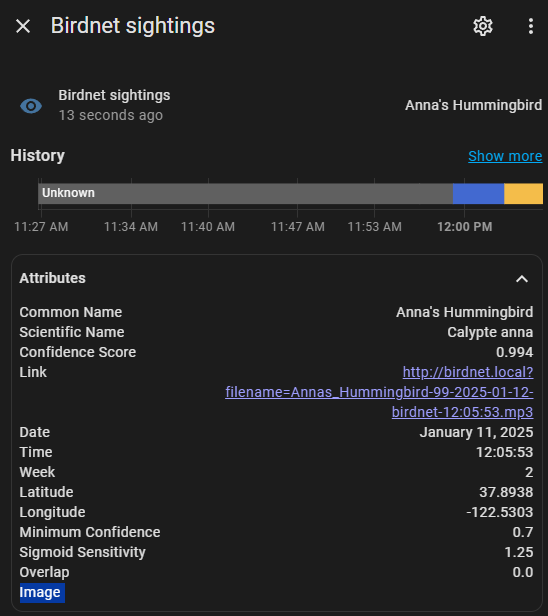 Birdnet sightings
Birdnet sightings
13 seconds ago
Anna's Hummingbird
History
Show more
Unknown
11:27 AM 11:34 AM 11:40 AM 11:47 AM 11:53 AM 12:00 PM
Attributes
Common Name Anna's Hummingbird
Scientific Name Calypte anna
Confidence Score 0.994
Link http://birdnet.local?
filename=Annas_Hummingbird-99-2025-01-12-
birdnet-12:05:53.mp3
Date January 11, 2025
Time 12:05:53
Week 2
Latitude 37.8938
Longitude -122.5303
Minimum Confidence 0.7
Sigmoid Sensitivity 1.25
Overlap 0.0
Image